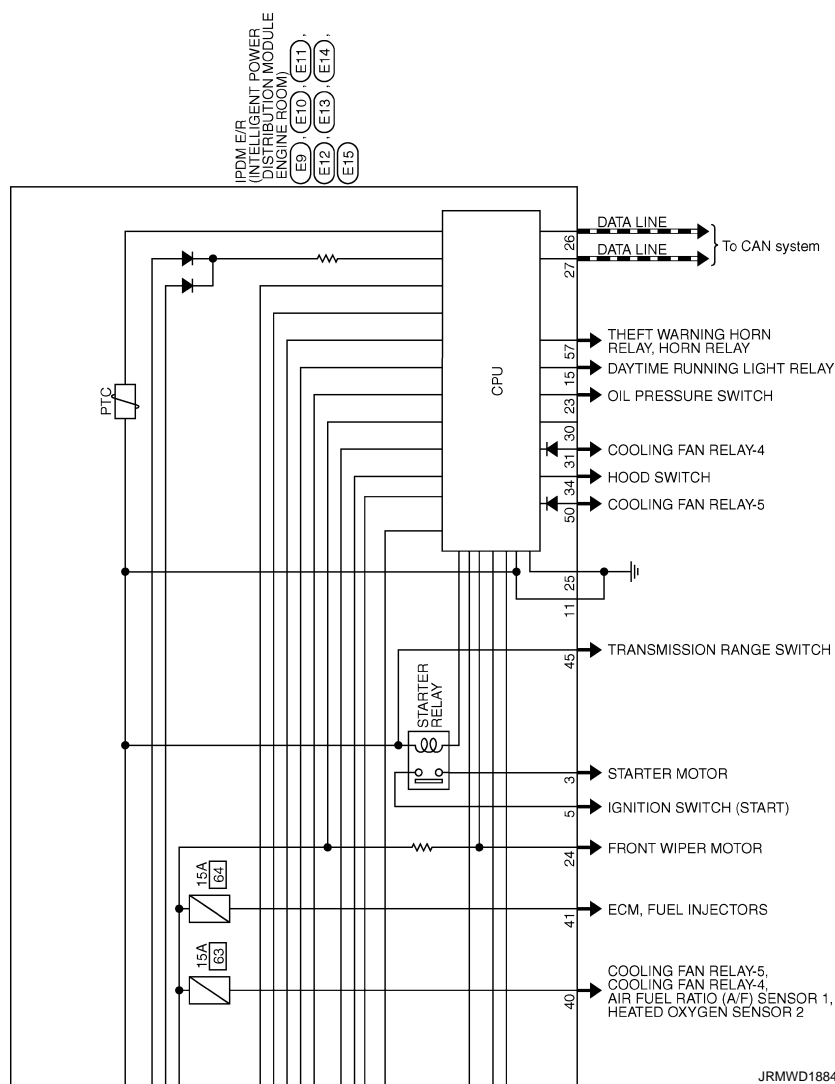 IPDM E/R
(INTELLIGENT POWER
DISTRIBUTION MODULE
ENGINE ROOM)
E9 , E10 , E11 ,
E12 , E13 , E14 ,
E15
CPU
26 DATA LINE
27 DATA LINE
To CAN system
57 THEFT WARNING HORN
RELAY, HORN RELAY
15 DAYTIME RUNNING LIGHT RELAY
23 OIL PRESSURE SWITCH
30
31 COOLING FAN RELAY-4
34 HOOD SWITCH
50 COOLING FAN RELAY-5
PTC
25
11
45 TRANSMISSION RANGE SWITCH
STARTER
RELAY
3 STARTER MOTOR
5 IGNITION SWITCH (START)
24 FRONT WIPER MOTOR
15A
64
41 ECM, FUEL INJECTORS
15A
63
40 COOLING FAN RELAY-5,
COOLING FAN RELAY-4,
AIR FUEL RATIO (A/F) SENSOR 1,
HEATED OXYGEN SENSOR 2
JRMWD1884